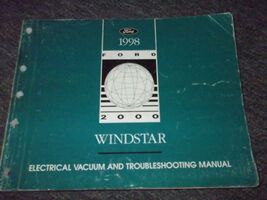 Ford
1998
FORD
2000
WINDSTAR
ELECTRICAL VACUUM AND TROUBLESHOOTING MANUAL